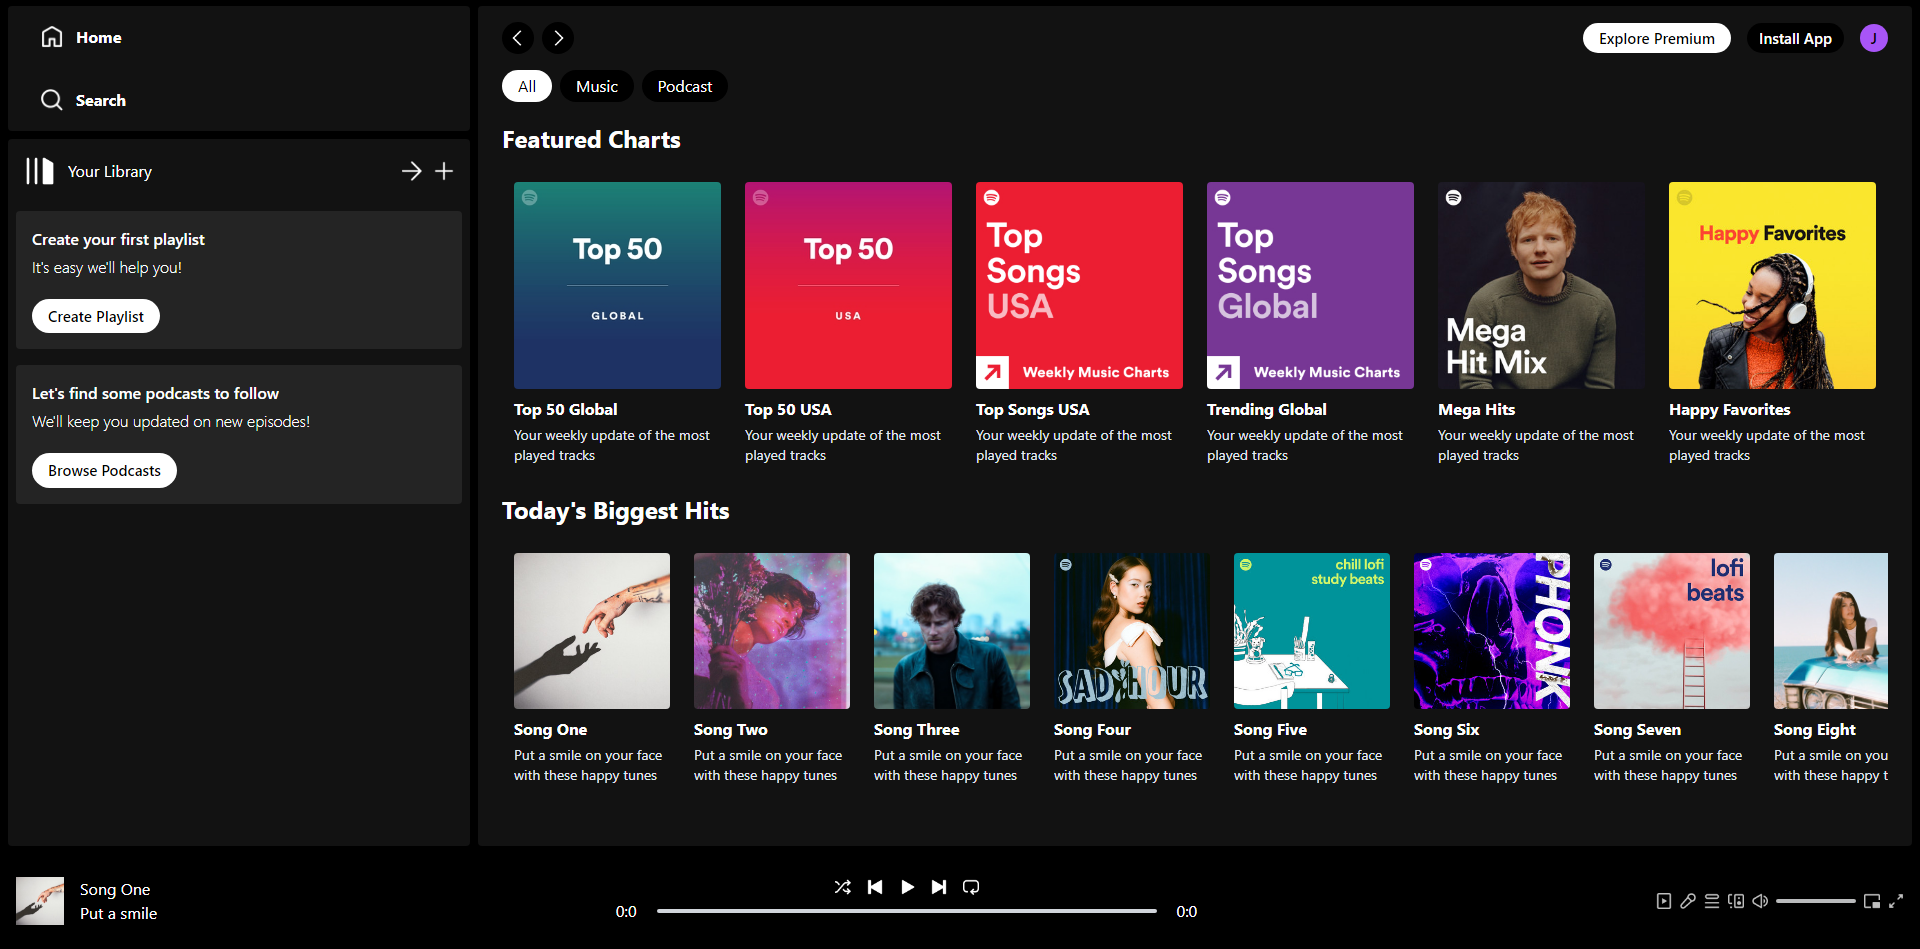 Home
Search
Your Library
Create your first playlist
It's easy we'll help you!
Create Playlist
Let's find some podcasts to follow
We'll keep you updated on new episodes!
Browse Podcasts
Explore Premium
Install App
J
All
Music
Podcast
Featured Charts
Top 50
GLOBAL
Top 50 Global
Your weekly update of the most
played tracks
Top 50
USA
Top 50 USA
Your weekly update of the most
played tracks
Top
Songs
USA
Weekly Music Charts
Top Songs USA
Your weekly update of the most
played tracks
Top
Songs
Global
Weekly Music Charts
Trending Global
Your weekly update of the most
played tracks
Mega
Hit Mix
Mega Hits
Your weekly update of the most
played tracks
Happy Favorites
Happy Favorites
Your weekly update of the most
played tracks
Today's Biggest Hits
Song One
Put a smile on your face
with these happy tunes
Song Two
Put a smile on your face
with these happy tunes
Song Three
Put a smile on your face
with these happy tunes
SAD HOUR
Song Four
Put a smile on your face
with these happy tunes
chill lofi
study beats
Song Five
Put a smile on your face
with these happy tunes
PHONK
Song Six
Put a smile on your face
with these happy tunes
lofi
beats
Song Seven
Put a smile on your face
with these happy tunes
Song Eight
Put a smile on you
with these happy t
Song One
Put a smile
0:0
0:0